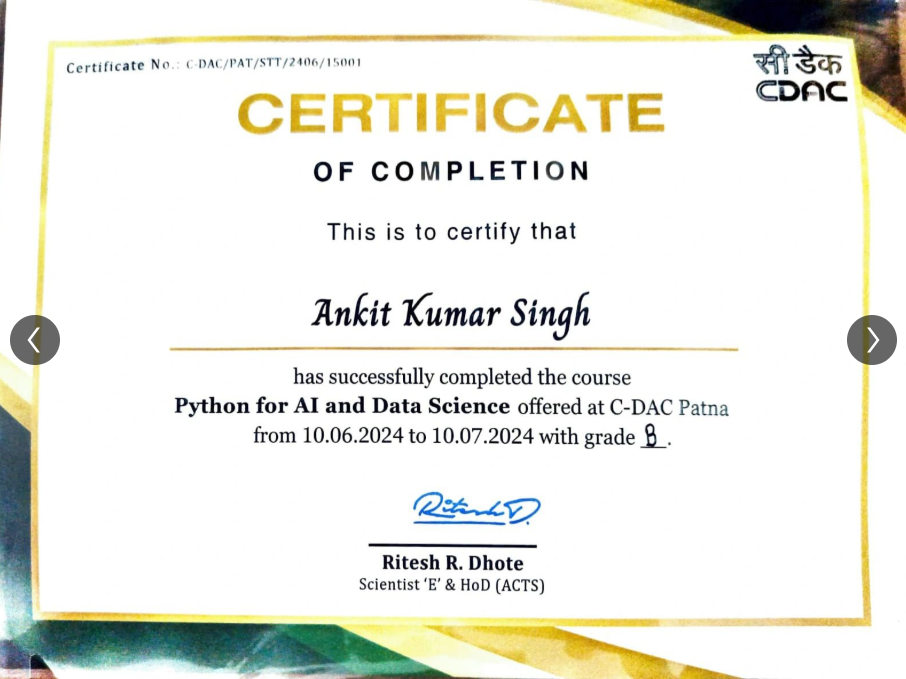 Certificate No.: C-DAC/PAT/STT/2406/15001
सी डैक
CDAC
CERTIFICATE
OF COMPLETION
This is to certify that
Ankit Kumar Singh
has successfully completed the course
Python for AI and Data Science offered at C-DAC Patna
from 10.06.2024 to 10.07.2024 with grade B.
Ritesh D.
Ritesh R. Dhote
Scientist ‘E’ & HoD (ACTS)